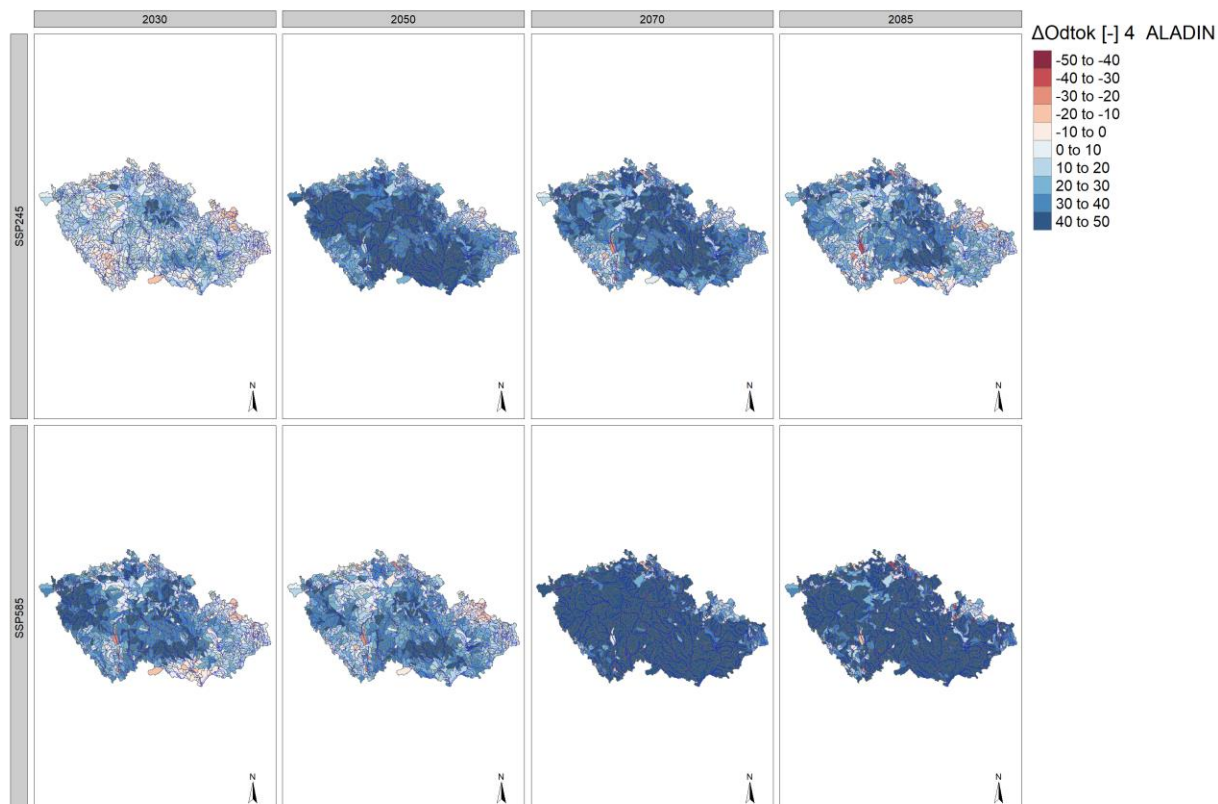 2030
2050
2070
2085
ΔOdtok [-] 4 ALADIN
-50 to -40
-40 to -30
-30 to -20
-20 to -10
-10 to 0
0 to 10
10 to 20
20 to 30
30 to 40
40 to 50
SSP245
N
N
N
N
SSP585
N
N
N
N